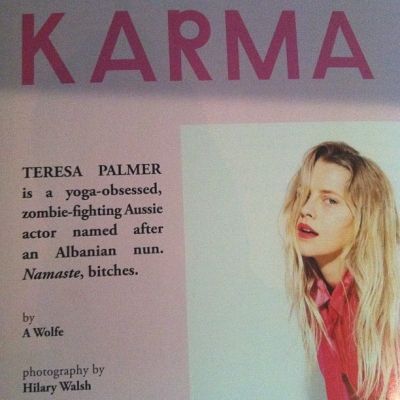 KARMA
TERESA PALMER
is a yoga-obsessed,
zombie-fighting Aussie
actor named after
an Albanian nun.
Namaste, bitches.
by
A Wolfe
photography by
Hilary Walsh